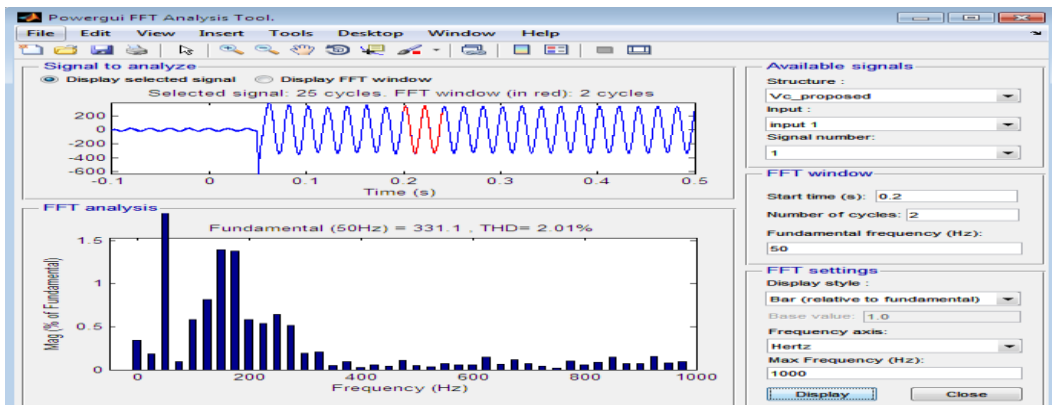 Powergui FFT Analysis Tool.
File Edit View Insert Tools Desktop Window Help
Signal to analyze
Display selected signal Display FFT window
Selected signal: 25 cycles. FFT window (in red): 2 cycles
200
0
-200
-400
-600
-0.1 0 0.1 0.2 0.3 0.4 0.5
Time (s)
FFT analysis
Fundamental (50Hz) = 331.1 , THD= 2.01%
Mag (% of Fundamental)
1.5
1
0.5
0
0 200 400 600 800 1000
Frequency (Hz)
Available signals
Structure :
Vc_proposed
Input :
input 1
Signal number:
1
FFT window
Start time (s): 0.2
Number of cycles: 2
Fundamental frequency (Hz):
50
FFT settings
Display style :
Bar (relative to fundamental)
Base value: 1.0
Frequency axis:
Hertz
Max Frequency (Hz):
1000
Display Close